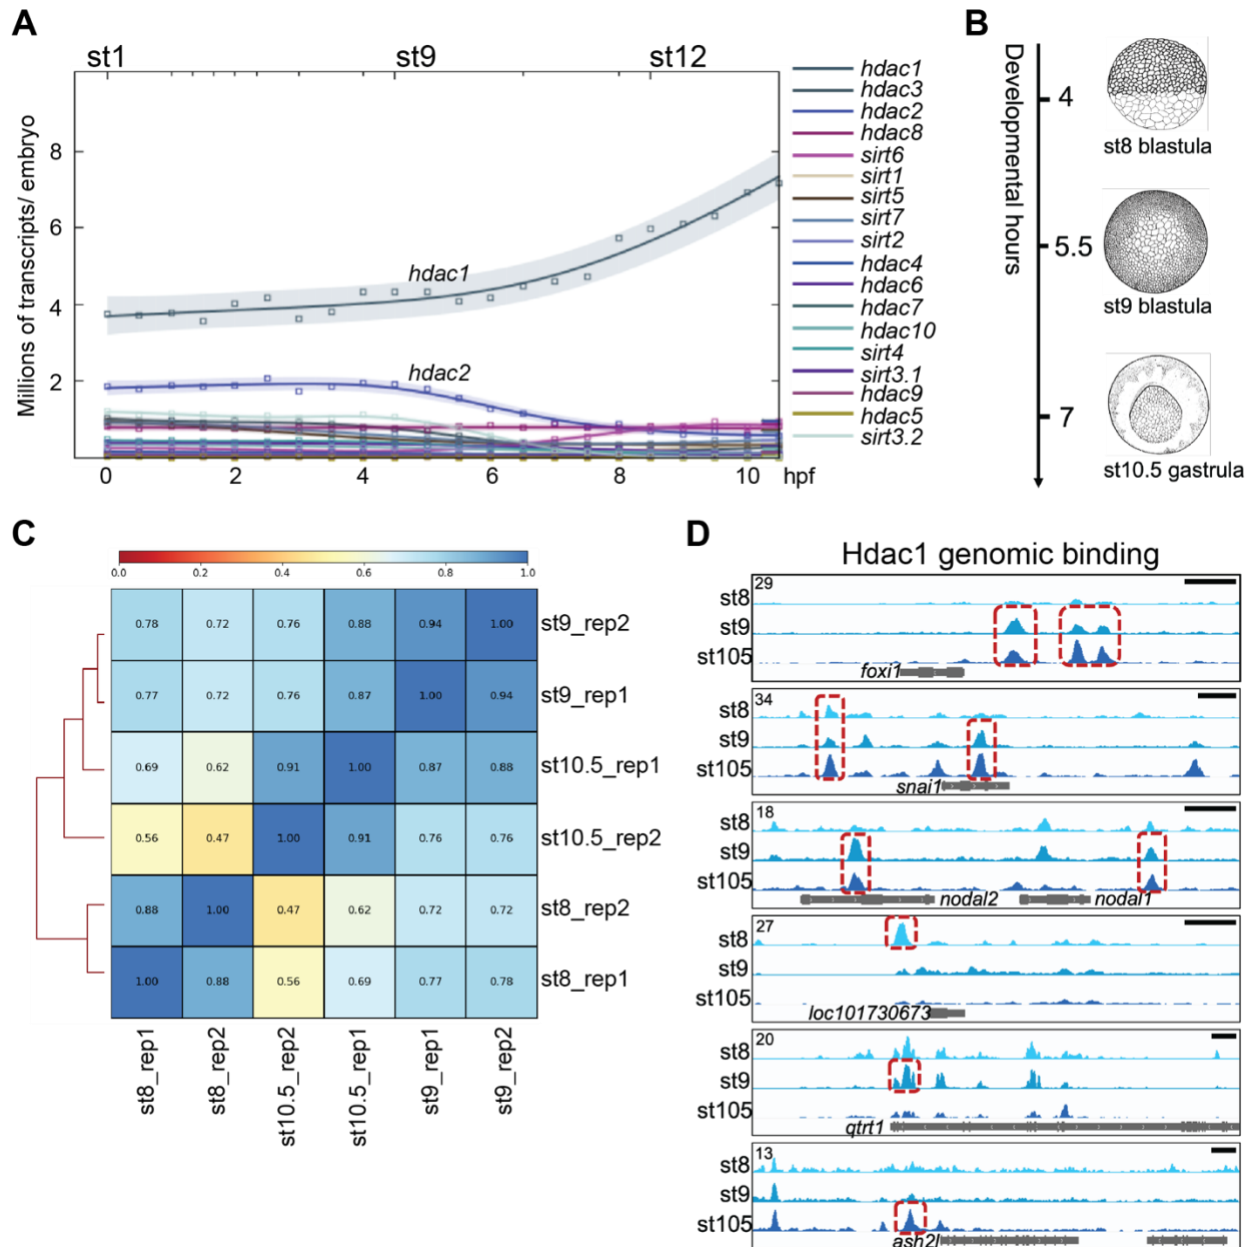 A
st1 st9 st12
Millions of transcripts/ embryo
8
6
4
2
0 2 4 6 8 10 hpf
hdac1
hdac2
hdac1
hdac3
hdac2
hdac8
sirt6
sirt1
sirt5
sirt7
sirt2
hdac4
hdac6
hdac7
hdac10
sirt4
sirt3.1
hdac9
hdac5
sirt3.2
B
Developmental hours
4
st8 blastula
5.5
st9 blastula
7
st10.5 gastrula
C
0.0 0.2 0.4 0.6 0.8 1.0
0.78 0.72 0.76 0.88 0.94 1.00 st9_rep2
0.77 0.72 0.76 0.87 1.00 0.94 st9_rep1
0.69 0.62 0.91 1.00 0.87 0.88 st10.5_rep1
0.56 0.47 1.00 0.91 0.76 0.76 st10.5_rep2
0.88 1.00 0.47 0.62 0.72 0.72 st8_rep2
1.00 0.88 0.56 0.69 0.77 0.78 st8_rep1
st8_rep1 st8_rep2 st10.5_rep2 st10.5_rep1 st9_rep1 st9_rep2
D
Hdac1 genomic binding
29
st8
st9
st105
foxi1
34
st8
st9
st105
snai1
18
st8
st9
st105
nodal2 nodal1
27
st8
st9
st105
loc101730673
20
st8
st9
st105
qtrt1
13
st8
st9
st105
ash2l